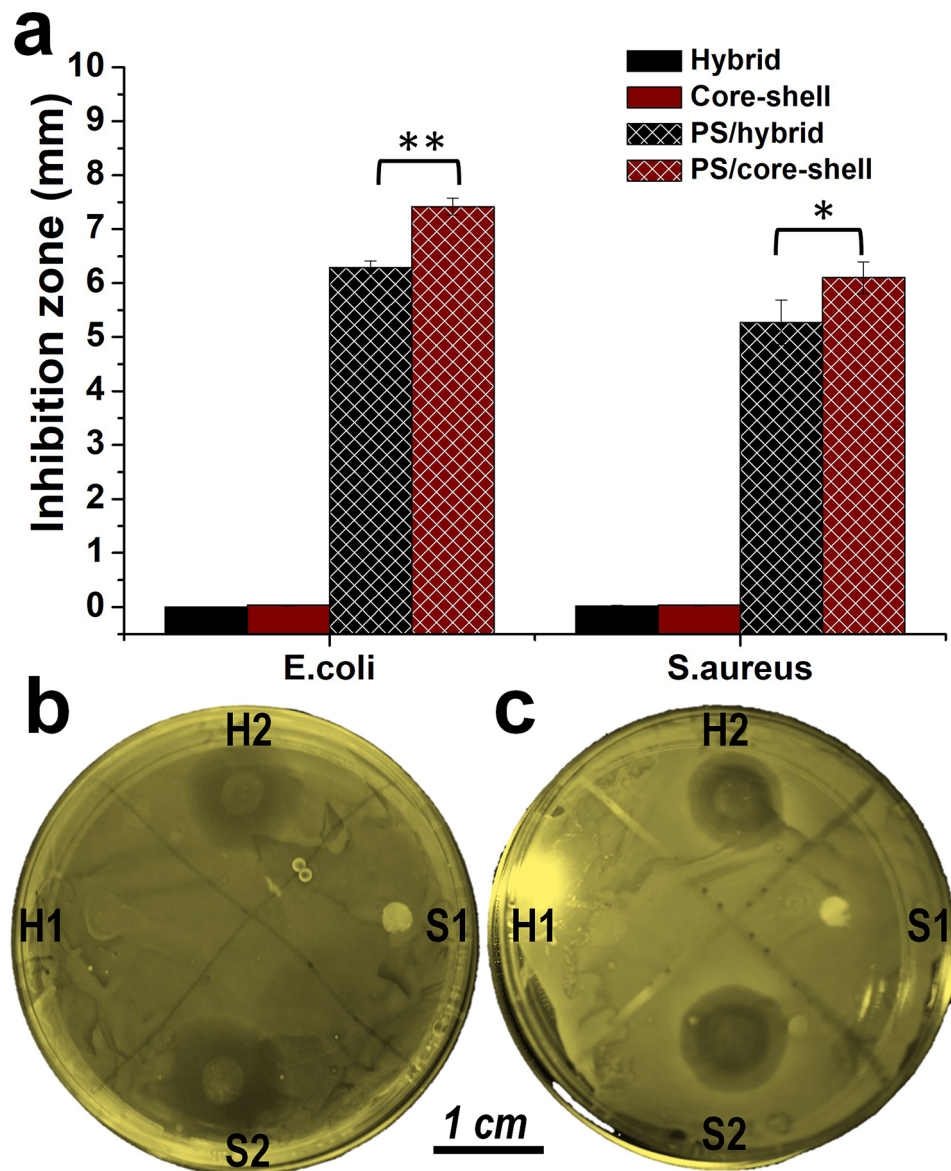 a
Inhibition zone (mm)
10
9
8
7
6
5
4
3
2
1
0
Hybrid
Core-shell
PS/hybrid
PS/core-shell
**
*
E.coli
S.aureus
b
H2
H1
S1
S2
c
H2
H1
S1
S2
1 cm